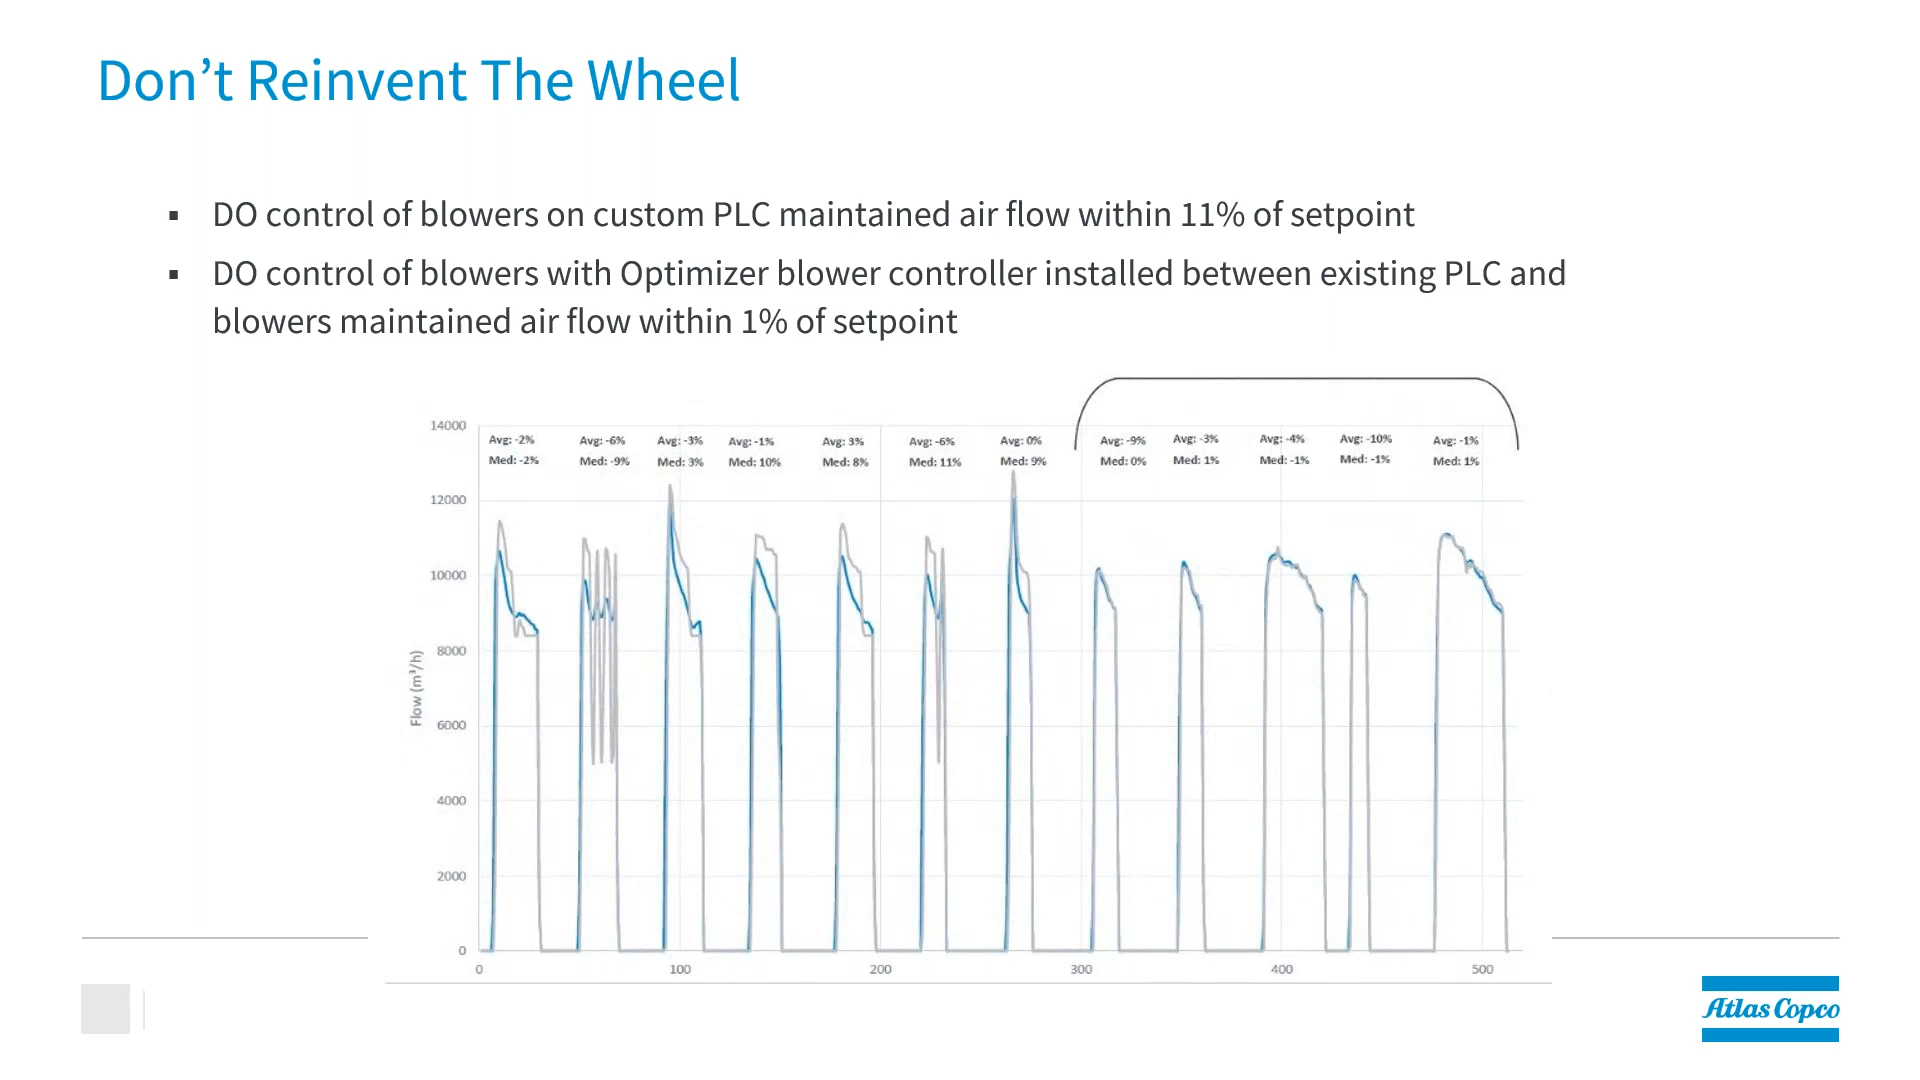 Don’t Reinvent The Wheel
▪ DO control of blowers on custom PLC maintained air flow within 11% of setpoint
▪ DO control of blowers with Optimizer blower controller installed between existing PLC and
blowers maintained air flow within 1% of setpoint
14000
Avg: -2% Avg: -6% Avg: -3% Avg: -1% Avg: 3% Avg: -6% Avg: 0% Avg: -9% Avg: -3% Avg: -4% Avg: -10% Avg: -1%
Med: -2% Med: -9% Med: 3% Med: 10% Med: 8% Med: 11% Med: 9% Med: 0% Med: 1% Med: -1% Med: -1% Med: 1%
12000
10000
8000
Flow (m³/h)
6000
4000
2000
0
0 100 200 300 400 500
Atlas Copco